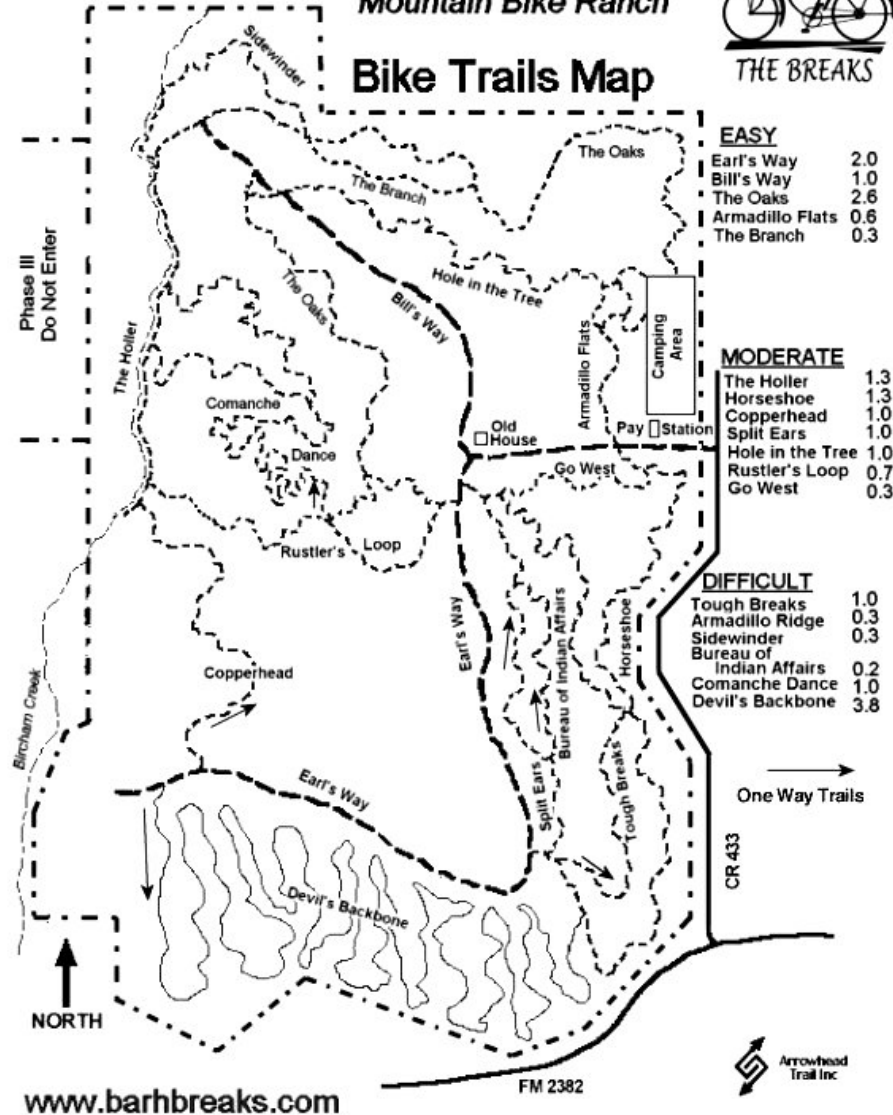 Mountain Bike Ranch
Bike Trails Map
THE BREAKS
Sidewinder
The Oaks
The Branch
Hole in the Tree
The Oaks
Bill's Way
Phase III
Do Not Enter
The Holler
Armadillo Flats
Camping
Area
Comanche
Dance
Old
House
Pay Station
Go West
Rustler's Loop
Earl's Way
Bureau of Indian Affairs
Horseshoe
Copperhead
Bircham Creek
Split Ears
Tough Breaks
Earl's Way
Devil's Backbone
NORTH
EASY
Earl's Way 2.0
Bill's Way 1.0
The Oaks 2.6
Armadillo Flats 0.6
The Branch 0.3
MODERATE
The Holler 1.3
Horseshoe 1.3
Copperhead 1.0
Split Ears 1.0
Hole in the Tree 1.0
Rustler's Loop 0.7
Go West 0.3
DIFFICULT
Tough Breaks 1.0
Armadillo Ridge 0.3
Sidewinder 0.3
Bureau of
Indian Affairs 0.2
Comanche Dance 1.0
Devil's Backbone 3.8
One Way Trails
CR 433
FM 2382
Arrowhead
Trail Inc
www.barhbreaks.com